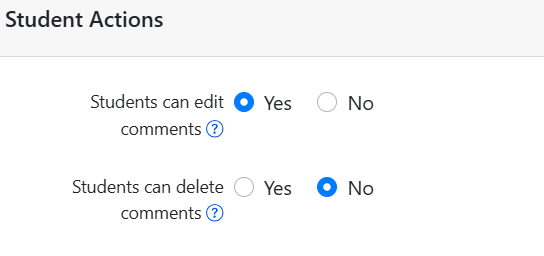 Student Actions
Students can edit comments ? Yes No
Students can delete comments ? Yes No